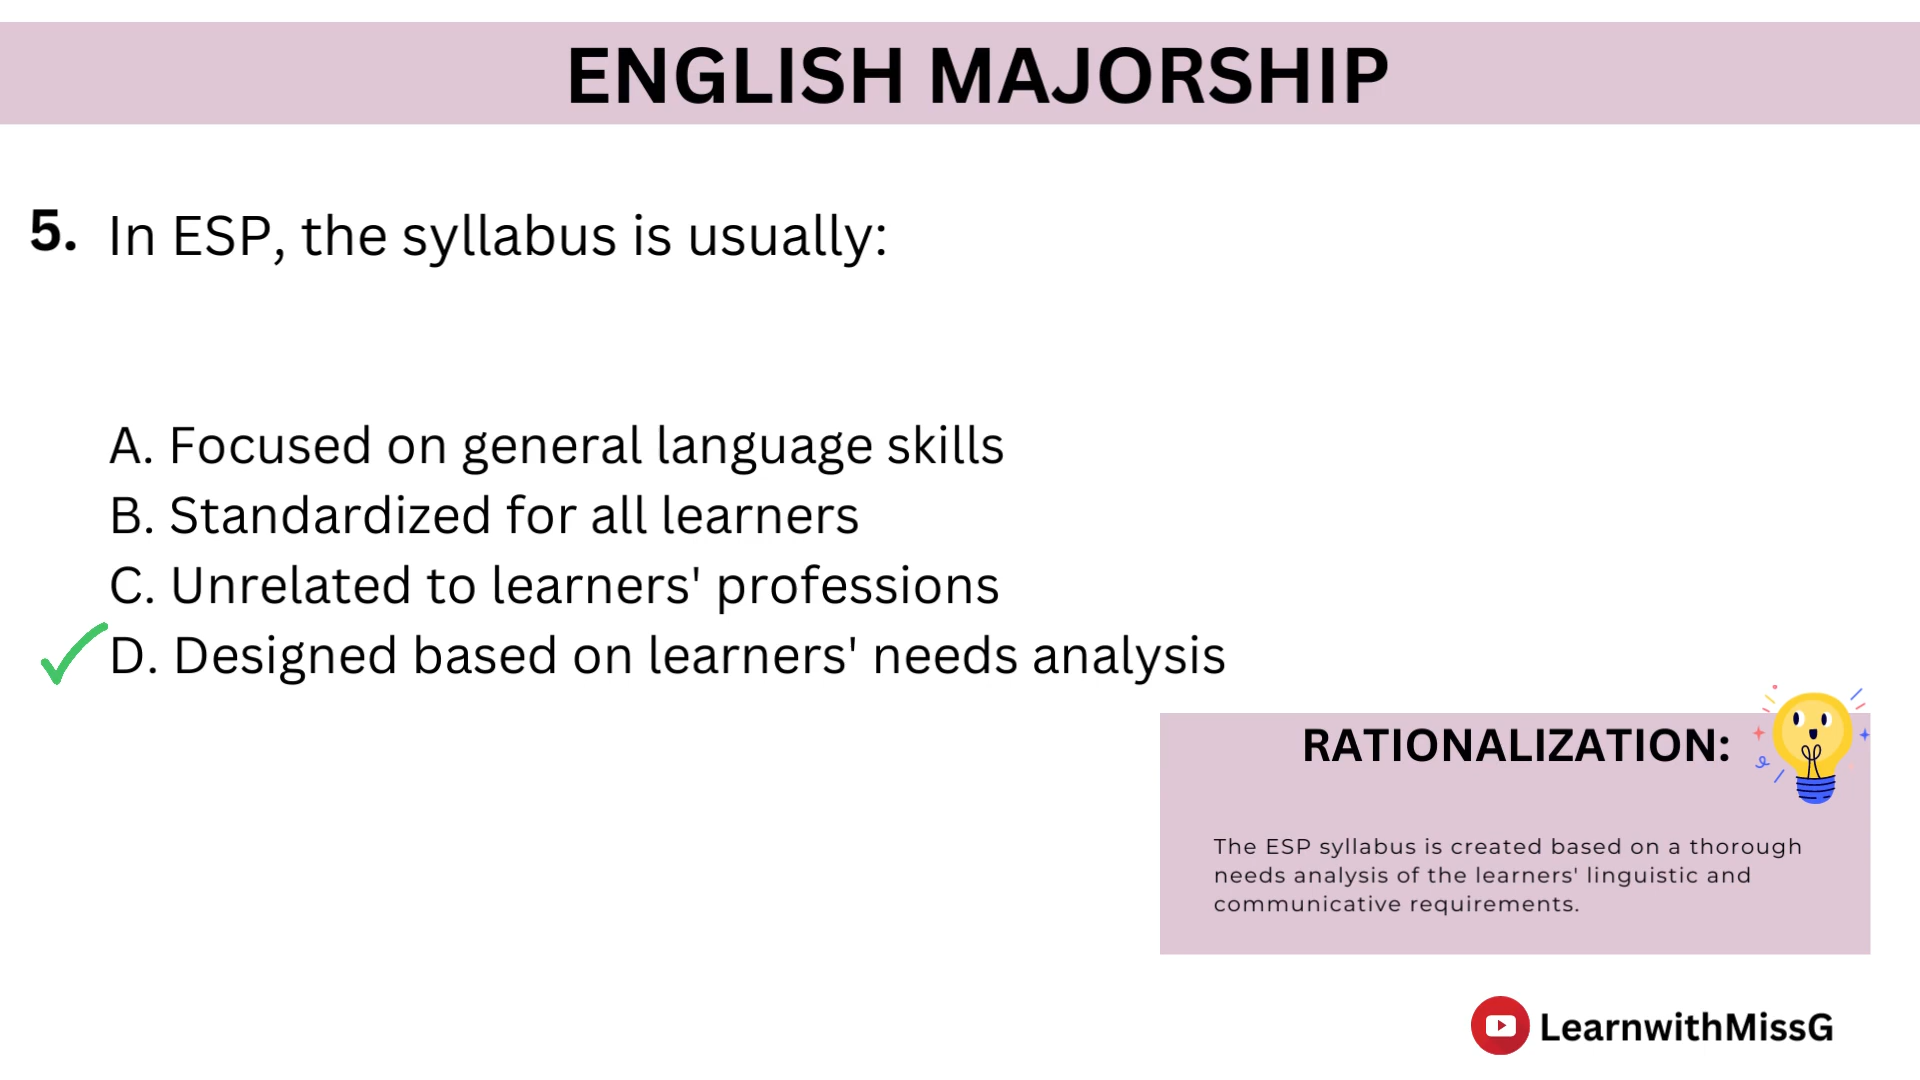 ENGLISH MAJORSHIP
5. In ESP, the syllabus is usually:
A. Focused on general language skills
B. Standardized for all learners
C. Unrelated to learners' professions
D. Designed based on learners' needs analysis
RATIONALIZATION:
The ESP syllabus is created based on a thorough
needs analysis of the learners' linguistic and
communicative requirements.
LearnwithMissG